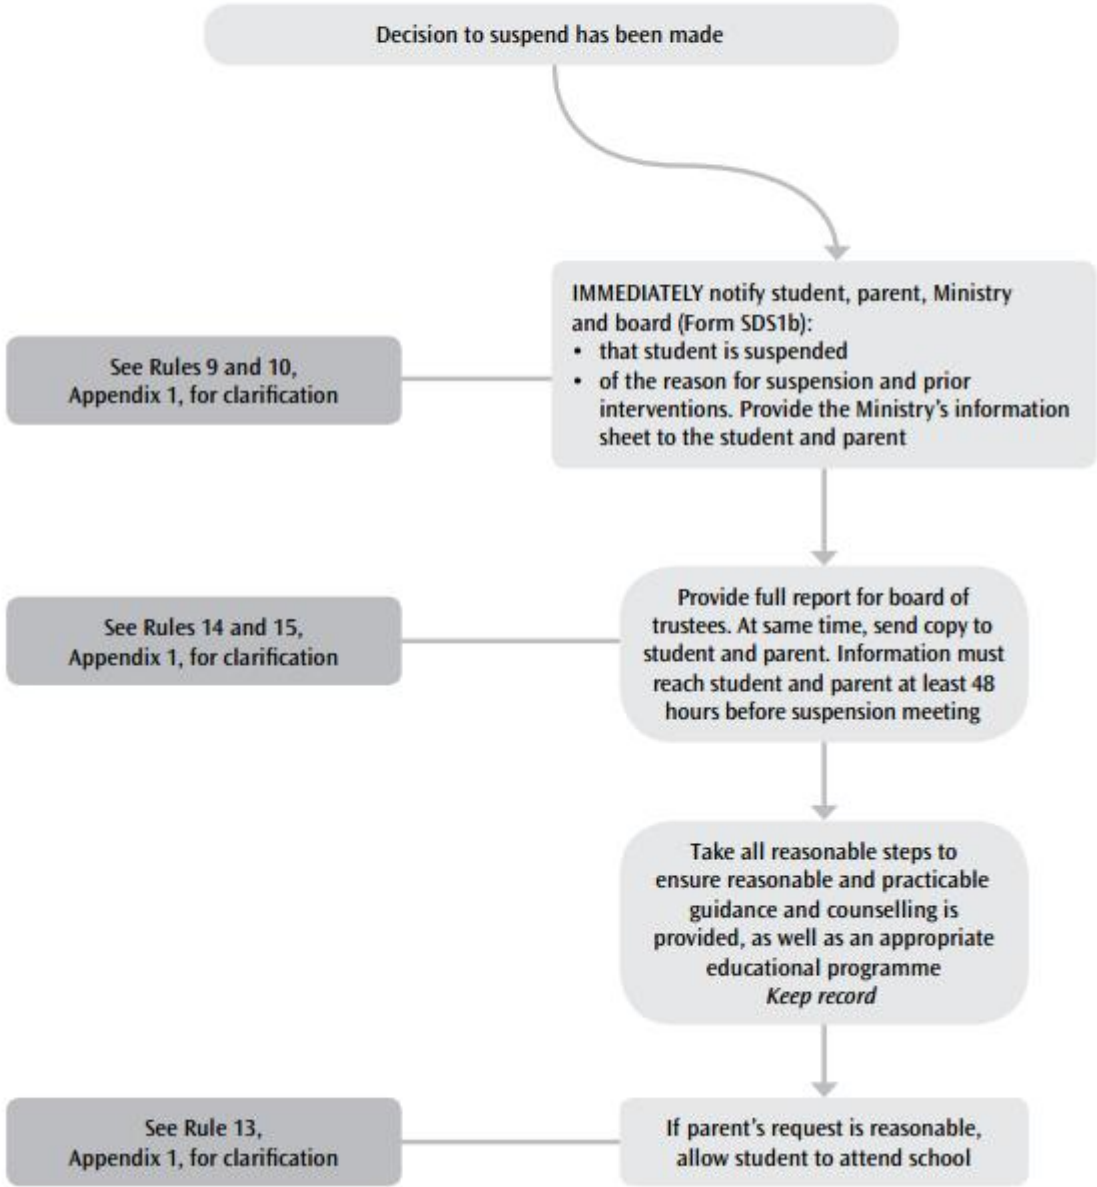 Decision to suspend has been made
IMMEDIATELY notify student, parent, Ministry
and board (Form SDS1b):
• that student is suspended
• of the reason for suspension and prior
interventions. Provide the Ministry's information
sheet to the student and parent
See Rules 9 and 10,
Appendix 1, for clarification
Provide full report for board of
trustees. At same time, send copy to
student and parent. Information must
reach student and parent at least 48
hours before suspension meeting
See Rules 14 and 15,
Appendix 1, for clarification
Take all reasonable steps to
ensure reasonable and practicable
guidance and counselling is
provided, as well as an appropriate
educational programme
Keep record
If parent's request is reasonable,
allow student to attend school
See Rule 13,
Appendix 1, for clarification